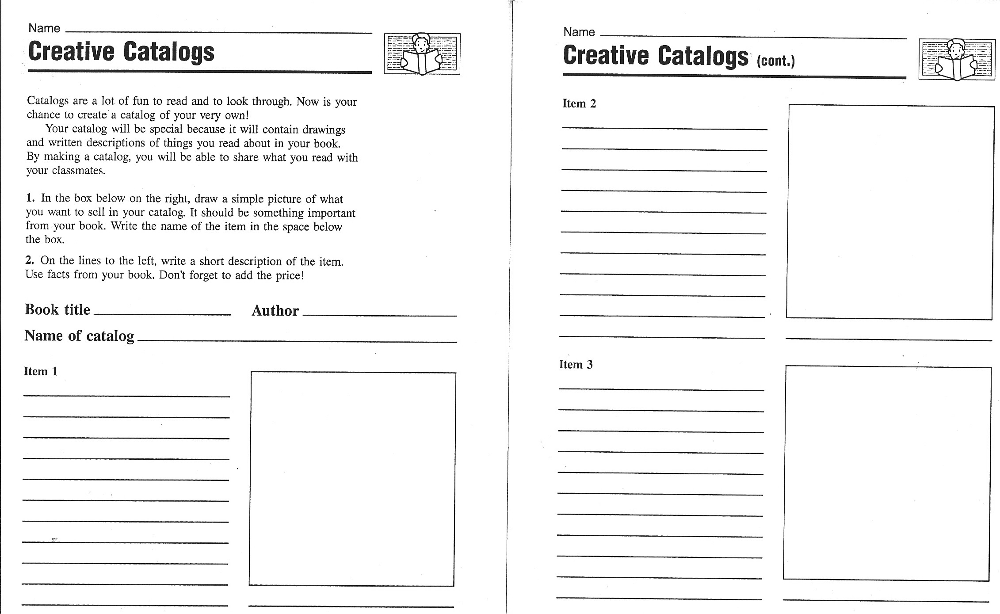 Name
Creative Catalogs
Catalogs are a lot of fun to read and to look through. Now is your
chance to create a catalog of your very own!
Your catalog will be special because it will contain drawings
and written descriptions of things you read about in your book.
By making a catalog, you will be able to share what you read with
your classmates.
1. In the box below on the right, draw a simple picture of what
you want to sell in your catalog. It should be something important
from your book. Write the name of the item in the space below
the box.
2. On the lines to the left, write a short description of the item.
Use facts from your book. Don't forget to add the price!
Book title Author
Name of catalog
Item 1
Name
Creative Catalogs (cont.)
Item 2
Item 3